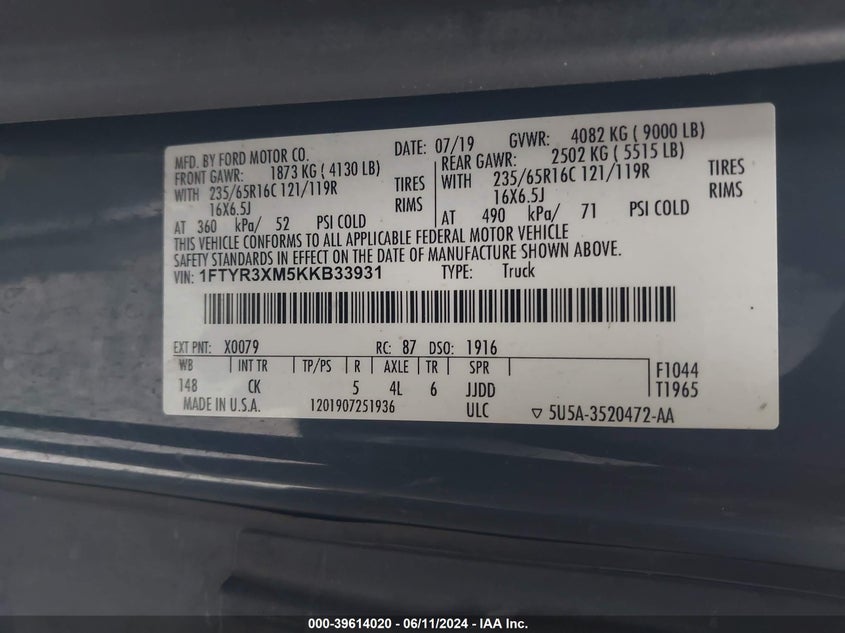 MFD. BY FORD MOTOR CO. DATE: 07/19 GVWR: 4082 KG ( 9000 LB)
FRONT GAWR: 1873 KG ( 4130 LB) REAR GAWR: 2502 KG ( 5515 LB)
WITH 235/65R16C 121/119R TIRES WITH 235/65R16C 121/119R TIRES
16X6.5J RIMS 16X6.5J RIMS
AT 360 kPa/ 52 PSI COLD AT 490 kPa/ 71 PSI COLD
THIS VEHICLE CONFORMS TO ALL APPLICABLE FEDERAL MOTOR VEHICLE
SAFETY STANDARDS IN EFFECT ON THE DATE OF MANUFACTURE SHOWN ABOVE.
VIN: 1FTYR3XM5KKB33931 TYPE: Truck
EXT PNT: X0079 RC: 87 DSO: 1916
WB INT TR TP/PS R AXLE TR SPR F1044
148 CK 5 4L 6 JJDD T1965
MADE IN U.S.A. 1201907251936 ULC ▽ 5U5A-3520472-AA
000-39614020 - 06/11/2024 - IAA Inc.